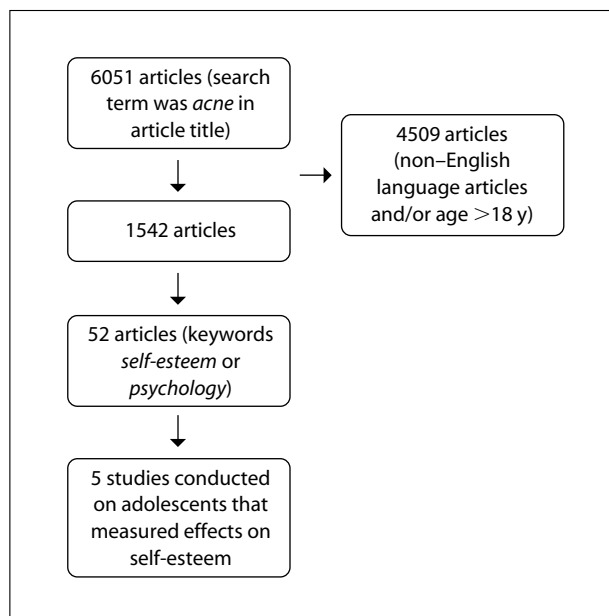 6051 articles (search
term was acne in
article title)
4509 articles
(non–English
language articles
and/or age >18 y)
1542 articles
52 articles (keywords
self-esteem or
psychology)
5 studies conducted
on adolescents that
measured effects on
self-esteem